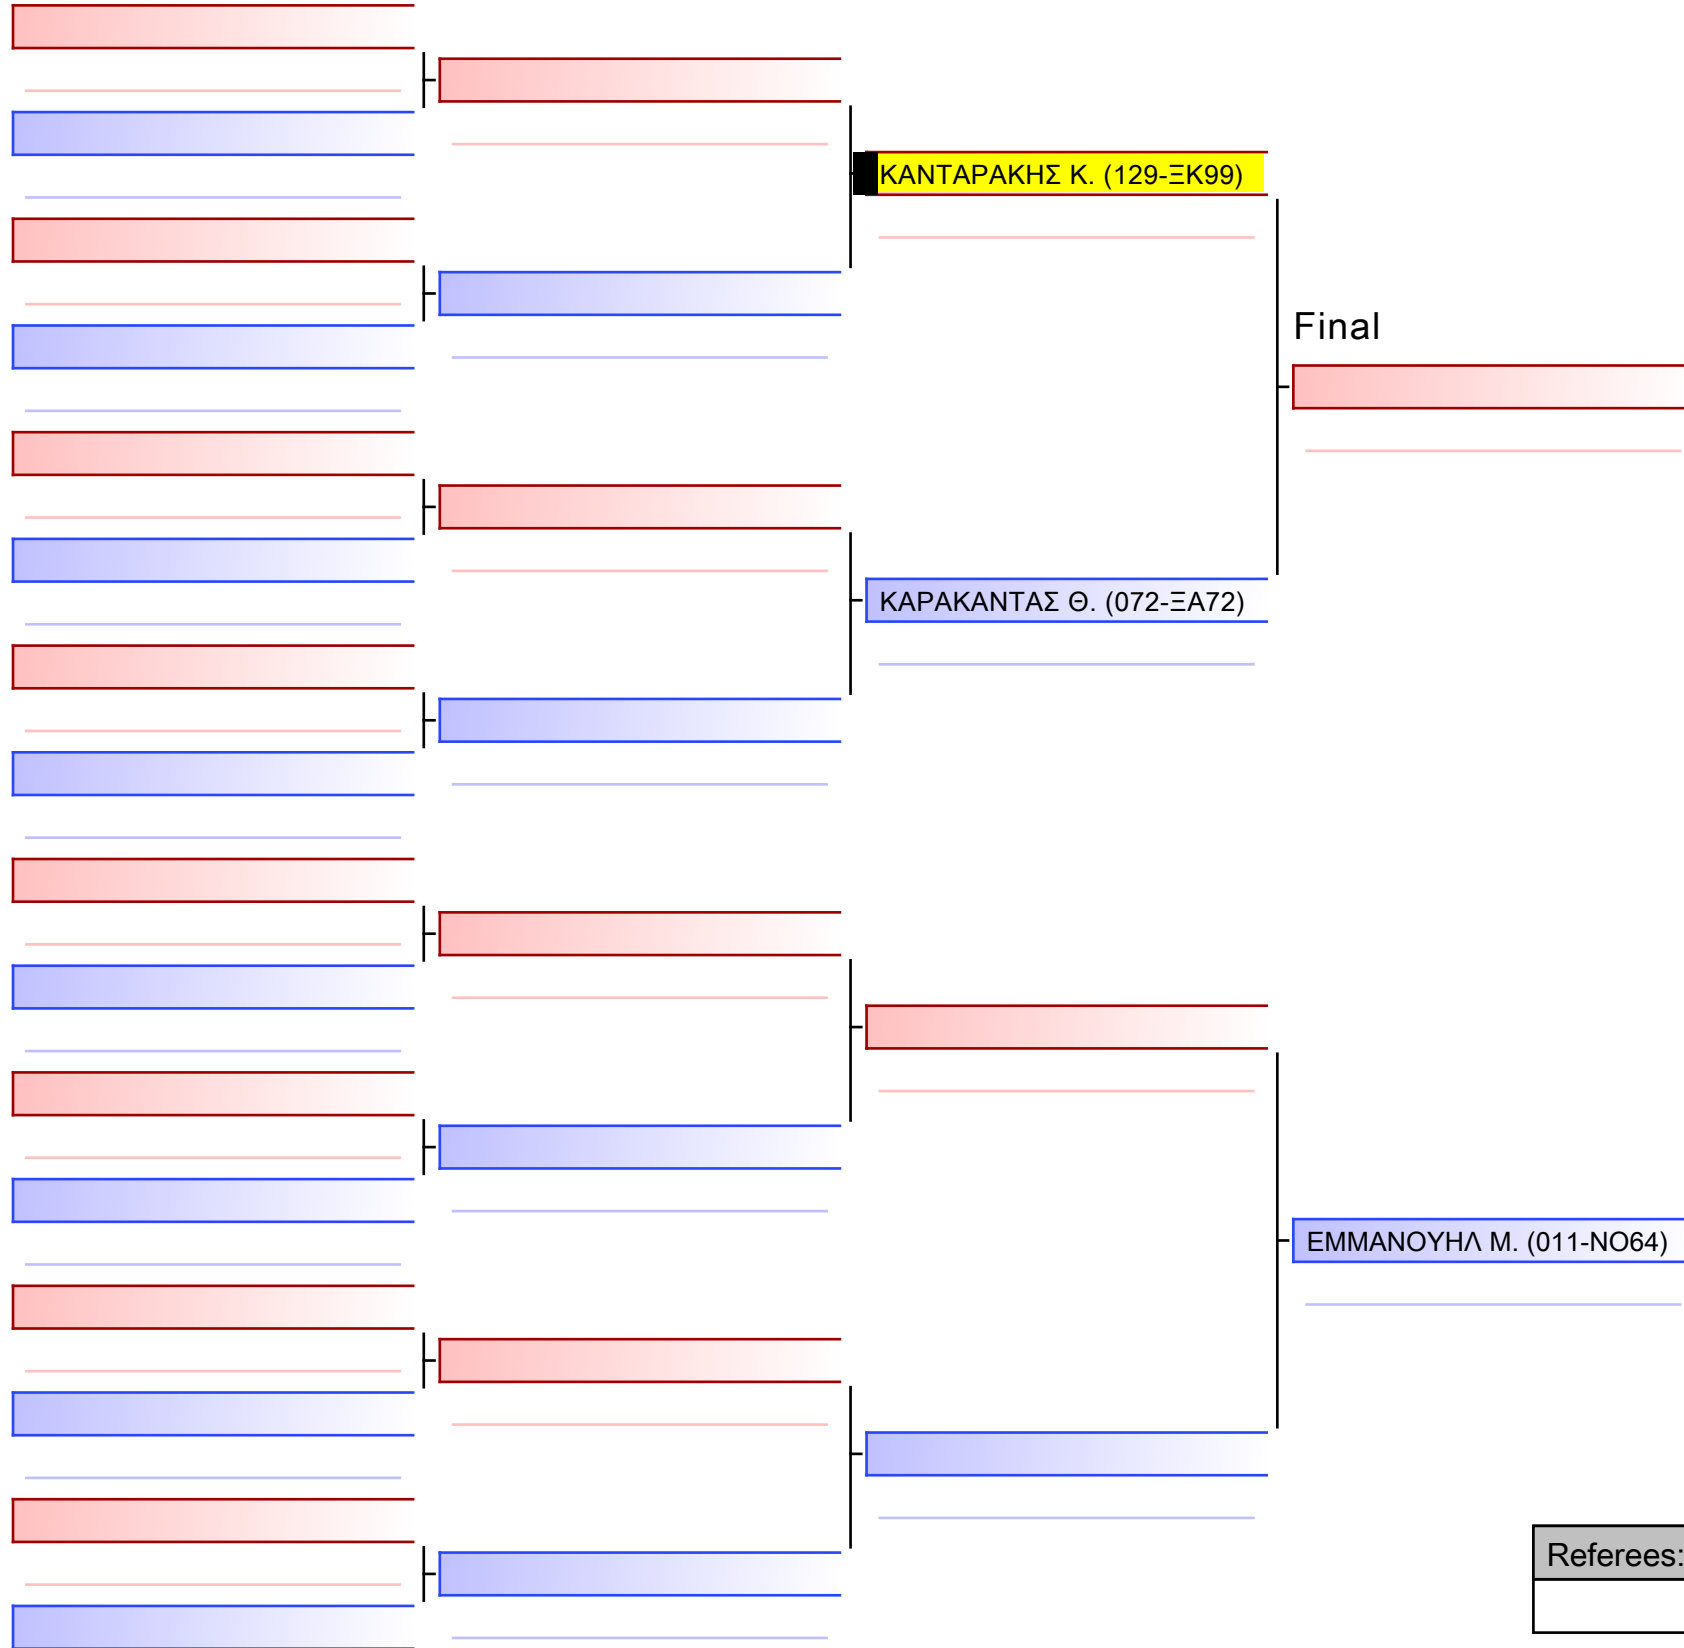 ΚΑΝΤΑΡΑΚΗΣ Κ. (129-ΞΚ99)
Final
ΚΑΡΑΚΑΝΤΑΣ Θ. (072-ΞΑ72)
ΕΜΜΑΝΟΥΗΛ Μ. (011-ΝΟ64)
Referees: